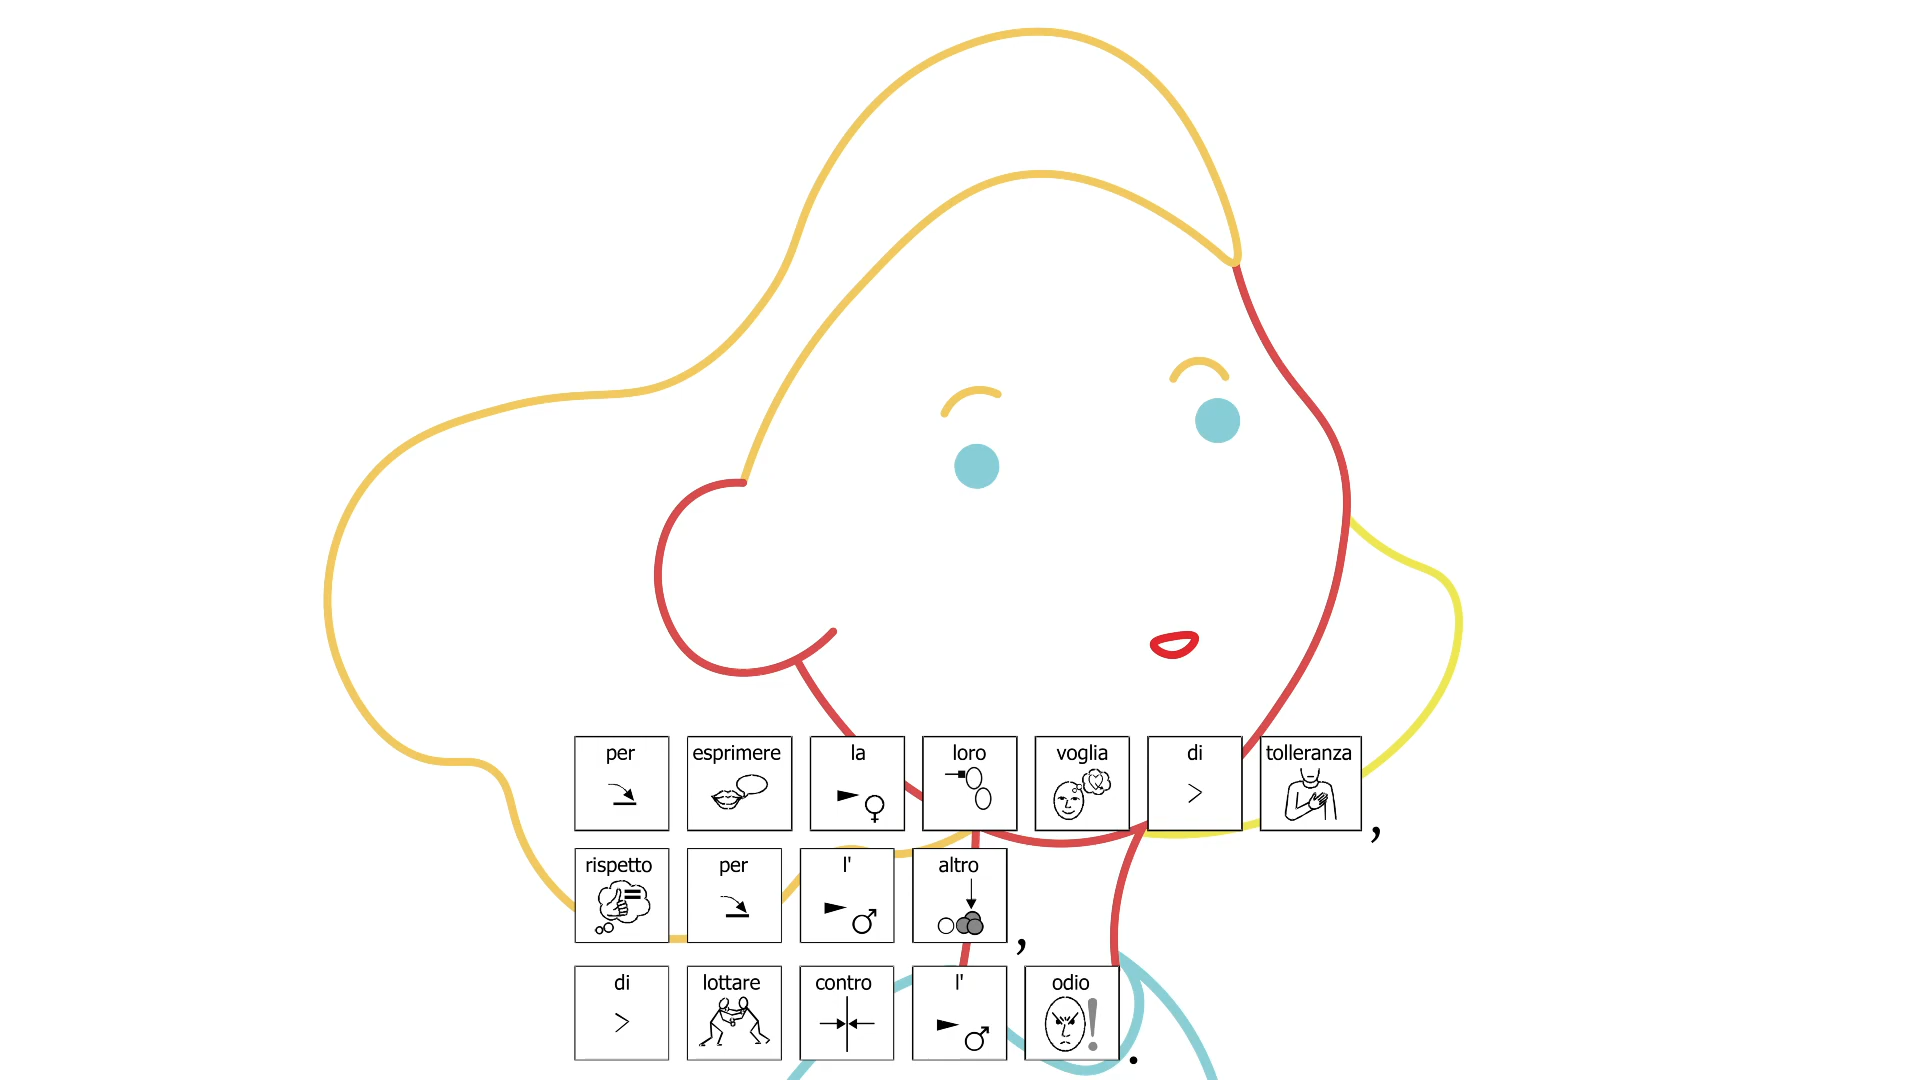 per esprimere la loro voglia di tolleranza,
rispetto per l' altro,
di lottare contro l' odio.